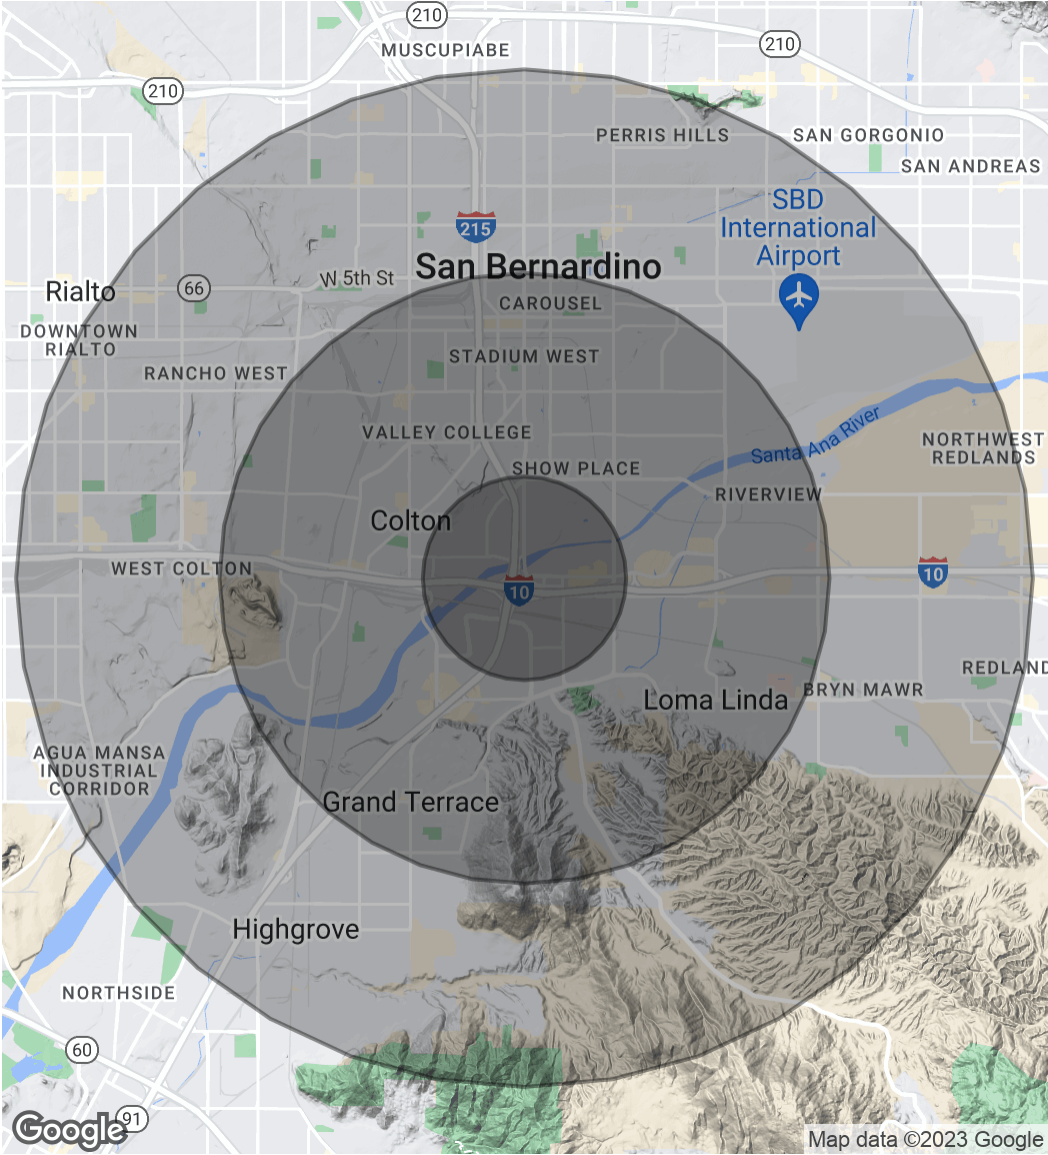 210
MUSCUPIABE
210
210
PERRIS HILLS
SAN GORGONIO
SAN ANDREAS
SBD
International
Airport
215
San Bernardino
W 5th St
66
Rialto
CAROUSEL
DOWNTOWN
RIALTO
STADIUM WEST
RANCHO WEST
VALLEY COLLEGE
Santa Ana River
NORTHWEST
REDLANDS
SHOW PLACE
RIVERVIEW
Colton
WEST COLTON
10
10
REDLAND
BRYN MAWR
Loma Linda
AGUA MANSA
INDUSTRIAL
CORRIDOR
Grand Terrace
Highgrove
NORTHSIDE
60
91
Google
Map data ©2023 Google